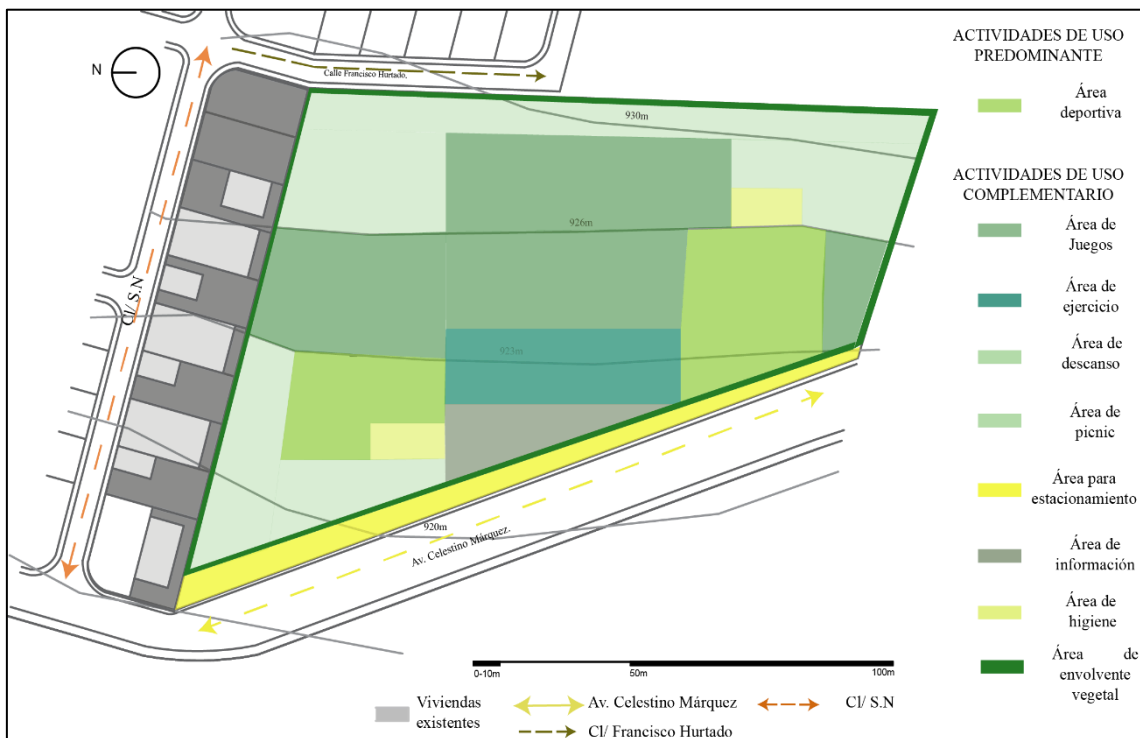 ACTIVIDADES DE USO
PREDOMINANTE
Área
deportiva
ACTIVIDADES DE USO
COMPLEMENTARIO
Área de
Juegos
Área de
ejercicio
Área de
descanso
Área de
picnic
Área para
estacionamiento
Área de
información
Área de
higiene
Área de
envolvente
vegetal
N
Calle Francisco Hurtado,
930m
926m
923m
920m
Cl/ S.N
Av. Celestino Márquez.
0-10m
50m
100m
Viviendas
existentes
Av. Celestino Márquez
Cl/ S.N
Cl/ Francisco Hurtado